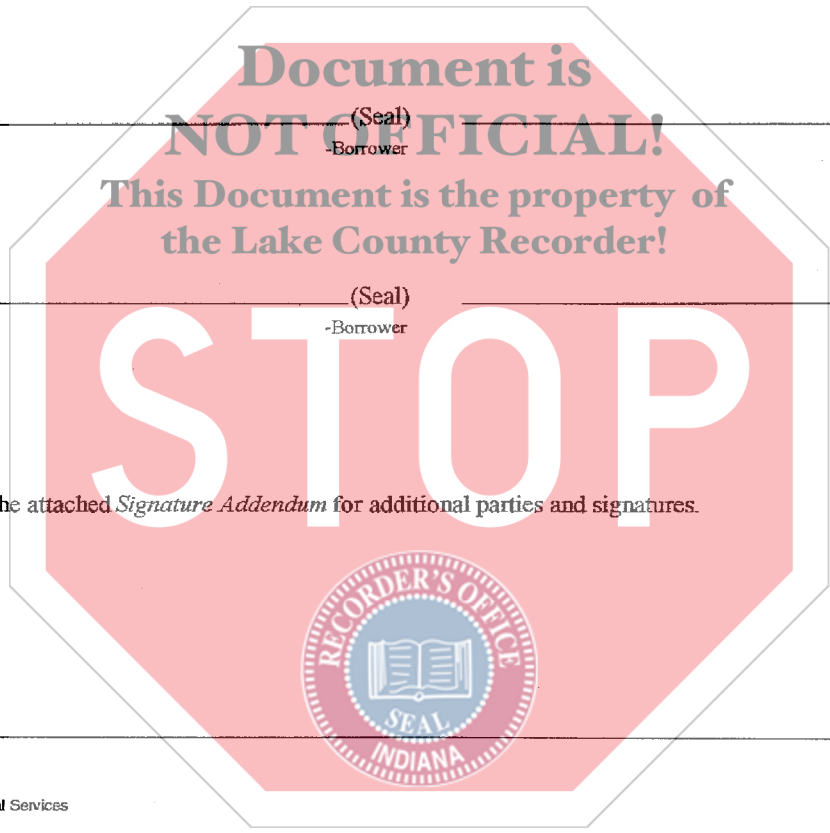 Document is
(Seal)
NOT OFFICIAL!
-Borrower
This Document is the property of
the Lake County Recorder!
(Seal)
-Borrower
STOP
he attached Signature Addendum for additional parties and signatures.
RECORDER'S OFFICE
SEAL
INDIANA
l Services